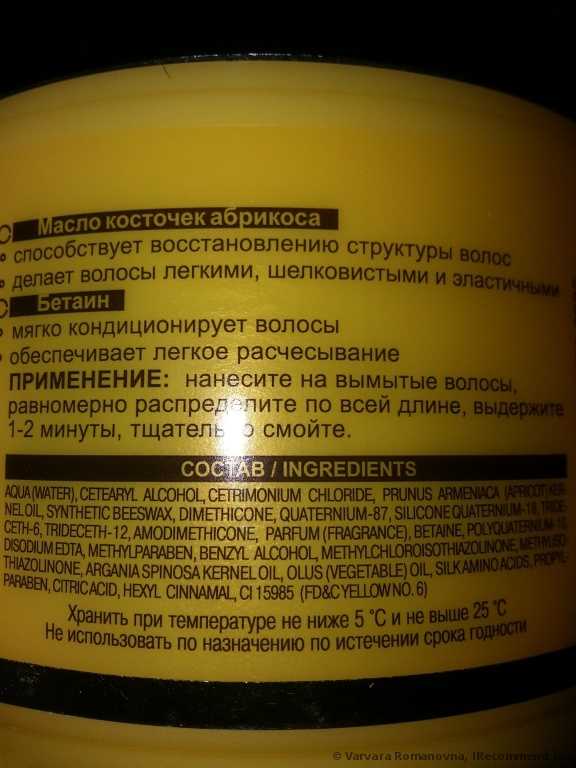 Масло косточек абрикоса
• способствует восстановлению структуры волос
• делает волосы легкими, шелковистыми и эластичными
Бетаин
• мягко кондиционирует волосы
• обеспечивает легкое расчесывание
ПРИМЕНЕНИЕ: нанесите на вымытые волосы,
равномерно распределите по всей длине, выдержите
1-2 минуты, тщательно смойте.
СОСТАВ / INGREDIENTS
AQUA (WATER), CETEARYL ALCOHOL, CETRIMONIUM CHLORIDE, PRUNUS ARMENIACA (APRICOT) KER-
NEL OIL, SYNTHETIC BEESWAX, DIMETHICONE, QUATERNIUM-87, SILICONE QUATERNIUM-18, TRIDE-
CETH-6, TRIDECETH-12, AMODIMETHICONE, PARFUM (FRAGRANCE), BETAINE, POLYQUATERNIUM-10,
DISODIUM EDTA, METHYLPARABEN, BENZYL ALCOHOL, METHYLCHLOROISOTHIAZOLINONE, METHYLISO-
THIAZOLINONE, ARGANIA SPINOSA KERNEL OIL, OLUS (VEGETABLE) OIL, SILK AMINO ACIDS, PROPYL-
PARABEN, CITRIC ACID, HEXYL CINNAMAL, CI 15985 (FD&C YELLOW NO. 6)
Хранить при температуре не ниже 5 °C и не выше 25 °C
Не использовать по назначению по истечении срока годности
© Varvara Romanovna, IRecommend.ru